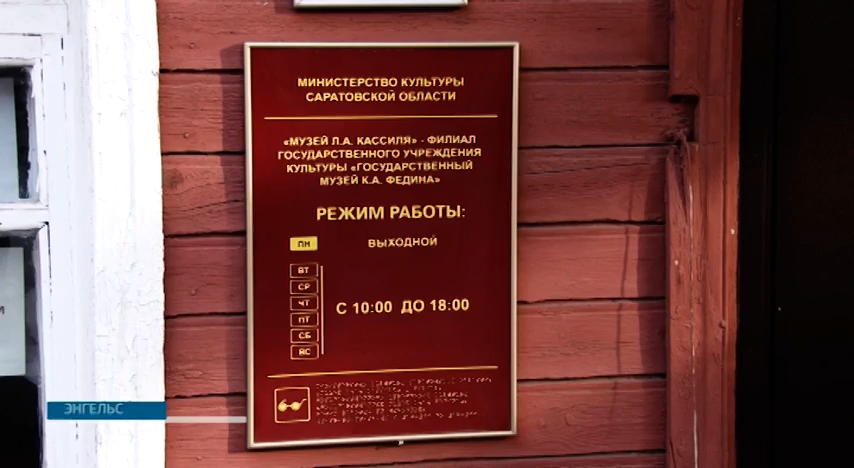 МИНИСТЕРСТВО КУЛЬТУРЫ
САРАТОВСКОЙ ОБЛАСТИ
«МУЗЕЙ Л.А. КАССИЛЯ» - ФИЛИАЛ
ГОСУДАРСТВЕННОГО УЧРЕЖДЕНИЯ
КУЛЬТУРЫ «ГОСУДАРСТВЕННЫЙ
МУЗЕЙ К.А. ФЕДИНА»
РЕЖИМ РАБОТЫ:
ПН ВЫХОДНОЙ
ВТ
СР
ЧТ
ПТ
СБ
ВС
С 10:00 ДО 18:00
ЭНГЕЛЬС